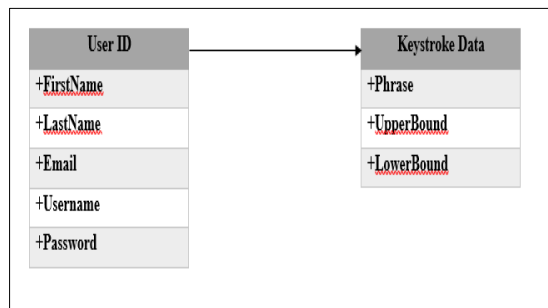 User ID
+FirstName
+LastName
+Email
+Username
+Password
Keystroke Data
+Phrase
+UpperBound
+LowerBound